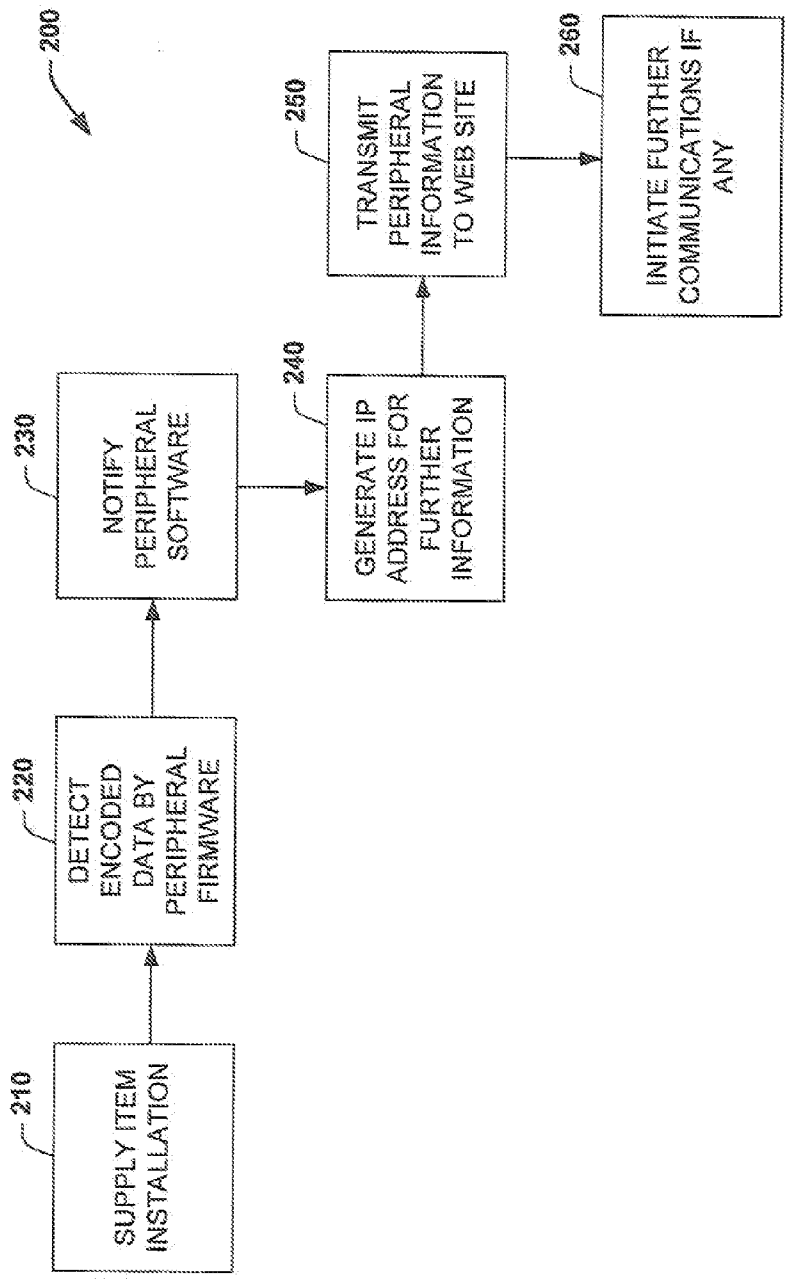 200
210
SUPPLY ITEM
INSTALLATION
220
DETECT
ENCODED
DATA BY
PERIPHERAL
FIRMWARE
230
NOTIFY
PERIPHERAL
SOFTWARE
240
GENERATE IP
ADDRESS FOR
FURTHER
INFORMATION
250
TRANSMIT
PERIPHERAL
INFORMATION
TO WEB SITE
260
INITIATE FURTHER
COMMUNICATIONS IF
ANY